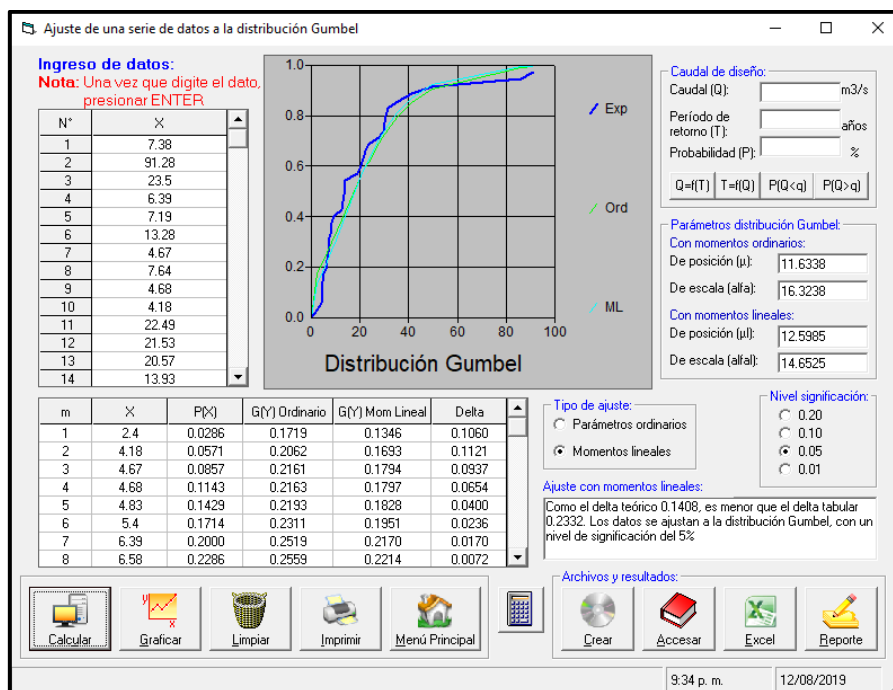 Ajuste de una serie de datos a la distribución Gumbel
Ingreso de datos:
Nota: Una vez que digite el dato,
presionar ENTER
N° X
1 7.38
2 91.28
3 23.5
4 6.39
5 7.19
6 13.28
7 4.67
8 7.64
9 4.68
10 4.18
11 22.49
12 21.53
13 20.57
14 13.93
1.0
0.8
0.6
0.4
0.2
0.0
0 20 40 60 80 100
Distribución Gumbel
Exp
Ord
ML
Caudal de diseño:
Caudal (Q): m3/s
Período de
retorno (T): años
Probabilidad (P): %
Q=f(T) T=f(Q) P(Q<q) P(Q>q)
Parámetros distribución Gumbel:
Con momentos ordinarios:
De posición (µ): 11.6338
De escala (alfa): 16.3238
Con momentos lineales:
De posición (µl): 12.5985
De escala (alfal): 14.6525
m X P(X) G(Y) Ordinario G(Y) Mom Lineal Delta
1 2.4 0.0286 0.1719 0.1346 0.1060
2 4.18 0.0571 0.2062 0.1693 0.1121
3 4.67 0.0857 0.2161 0.1794 0.0937
4 4.68 0.1143 0.2163 0.1797 0.0654
5 4.83 0.1429 0.2193 0.1828 0.0400
6 5.4 0.1714 0.2311 0.1951 0.0236
7 6.39 0.2000 0.2519 0.2170 0.0170
8 6.58 0.2286 0.2559 0.2214 0.0072
Tipo de ajuste:
Parámetros ordinarios
Momentos lineales
Nivel significación:
0.20
0.10
0.05
0.01
Ajuste con momentos lineales:
Como el delta teórico 0.1408, es menor que el delta tabular
0.2332. Los datos se ajustan a la distribución Gumbel, con un
nivel de significación del 5%
Calcular Graficar Limpiar Imprimir Menú Principal
Archivos y resultados:
Crear Accesar Excel Reporte
9:34 p. m. 12/08/2019